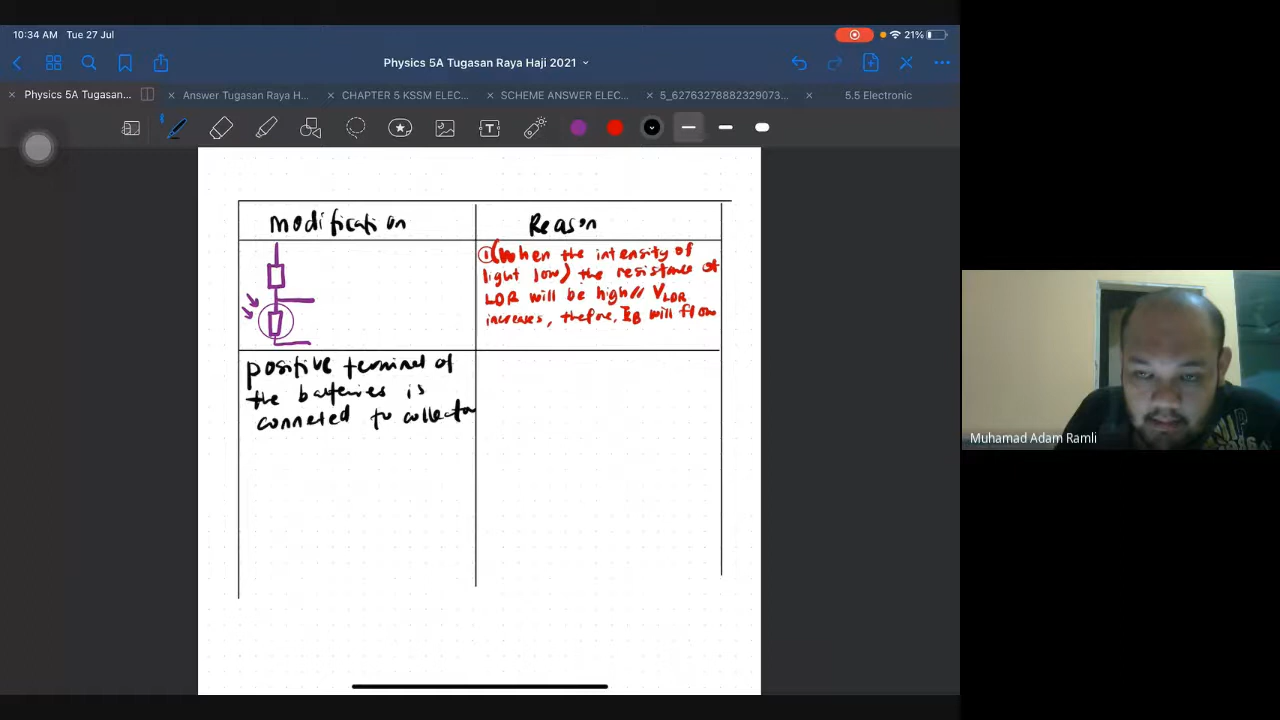 10:34 AM Tue 27 Jul
21%
Physics 5A Tugasan Raya Haji 2021
Physics 5A Tugasan...
Answer Tugasan Raya H...
CHAPTER 5 KSSM ELEC...
SCHEME ANSWER ELEC...
5_62763278882329073...
5.5 Electronic
modification
Reason
① (When the intensity of
light low) the resistance of
LDR will be high // VLDR
increases, therfore, IB will flow
positive terminal of
the batteries is
conneted to collector
Muhamad Adam Ramli